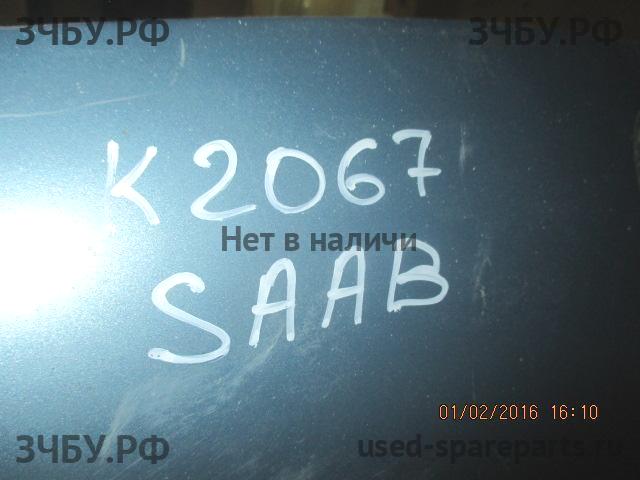 ЗЧБУ.РФ ЗЧБУ.РФ
K2067
Нет в наличи
SAAB
01/02/2016 16:10
ЗЧБУ.РФ used-spareparts.ru